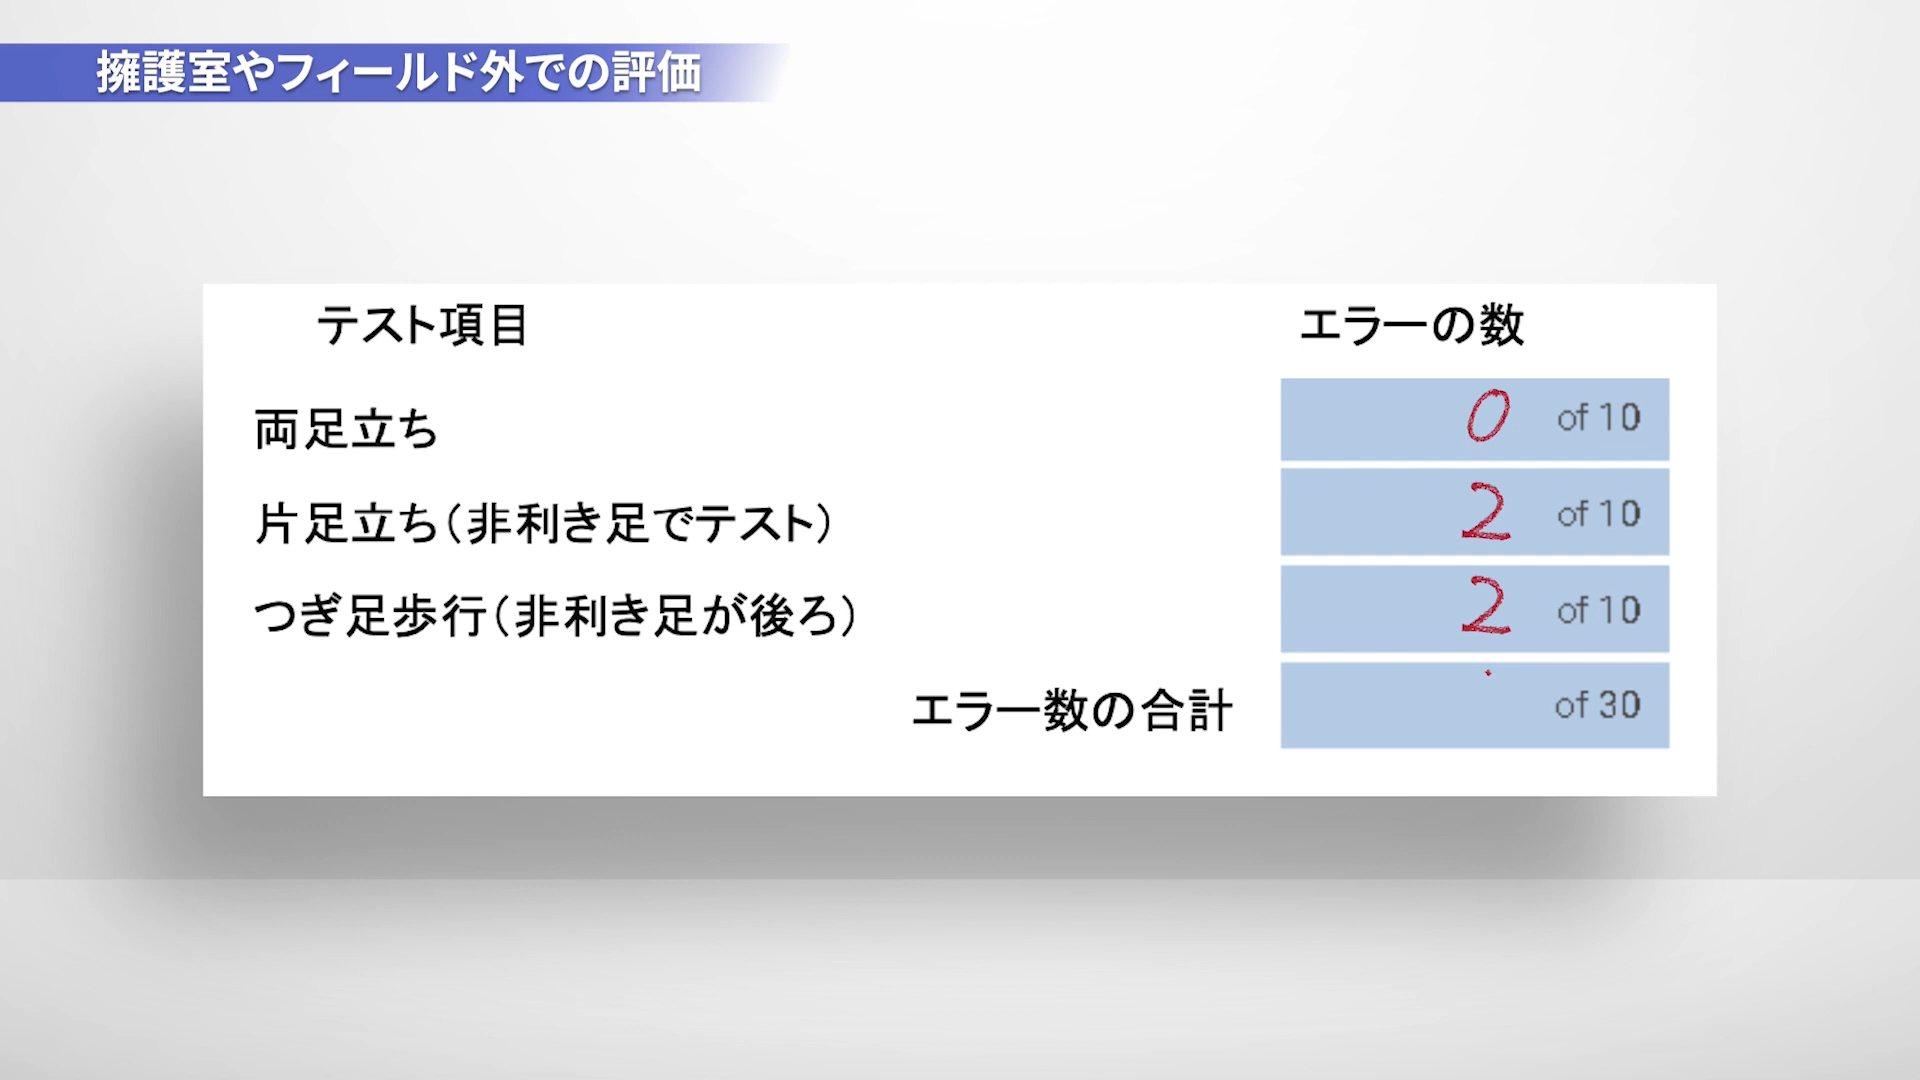 擁護室やフィールド外での評価
テスト項目 エラーの数
両足立ち 0 of 10
片足立ち（非利き足でテスト） 2 of 10
つぎ足歩行（非利き足が後ろ） 2 of 10
エラー数の合計 of 30